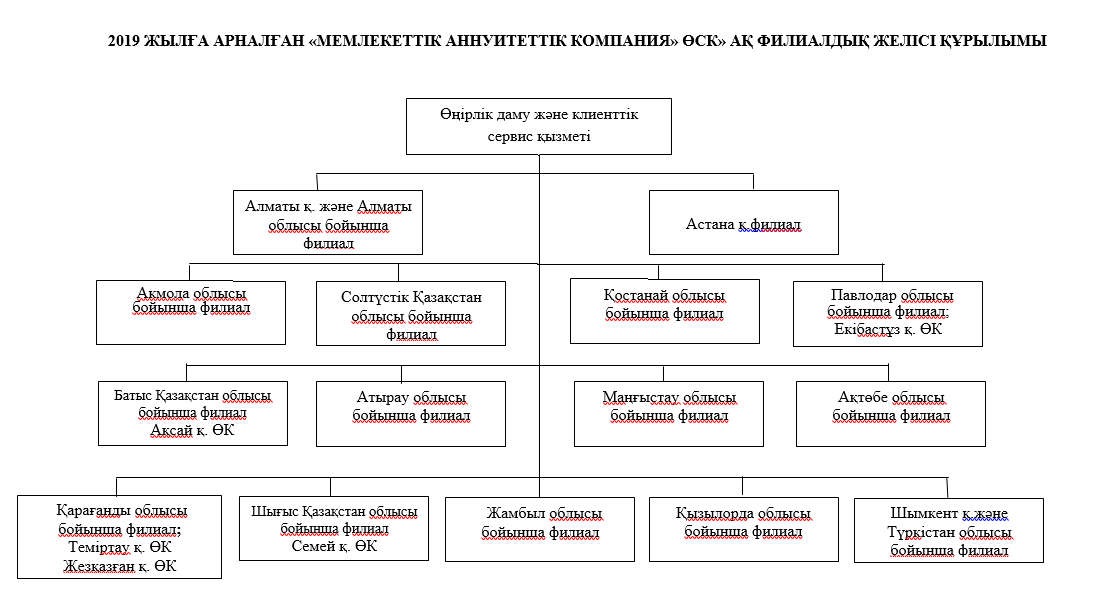 2019 ЖЫЛҒА АРНАЛҒАН «МЕМЛЕКЕТТІК АННУИТЕТТІК КОМПАНИЯ» ӨСК» АҚ ФИЛИАЛДЫҚ ЖЕЛІСІ ҚҰРЫЛЫМЫ
Өңірлік даму және клиенттік
сервис қызметі
Алматы қ. және Алматы
облысы бойынша
филиал
Астана қ.филиал
Ақмола облысы
бойынша филиал
Солтүстік Қазақстан
облысы бойынша
филиал
Қостанай облысы
бойынша филиал
Павлодар облысы
бойынша филиал;
Екібастұз қ. ӨК
Батыс Қазақстан облысы
бойынша филиал
Ақсай қ. ӨК
Атырау облысы
бойынша филиал
Маңғыстау облысы
бойынша филиал
Ақтөбе облысы
бойынша филиал
Қарағанды облысы
бойынша филиал;
Теміртау қ. ӨК
Жезказған қ. ӨК
Шығыс Қазақстан облысы
бойынша филиал
Семей қ. ӨК
Жамбыл облысы
бойынша филиал
Қызылорда облысы
бойынша филиал
Шымкент қ.және
Түркістан облысы
бойынша филиал